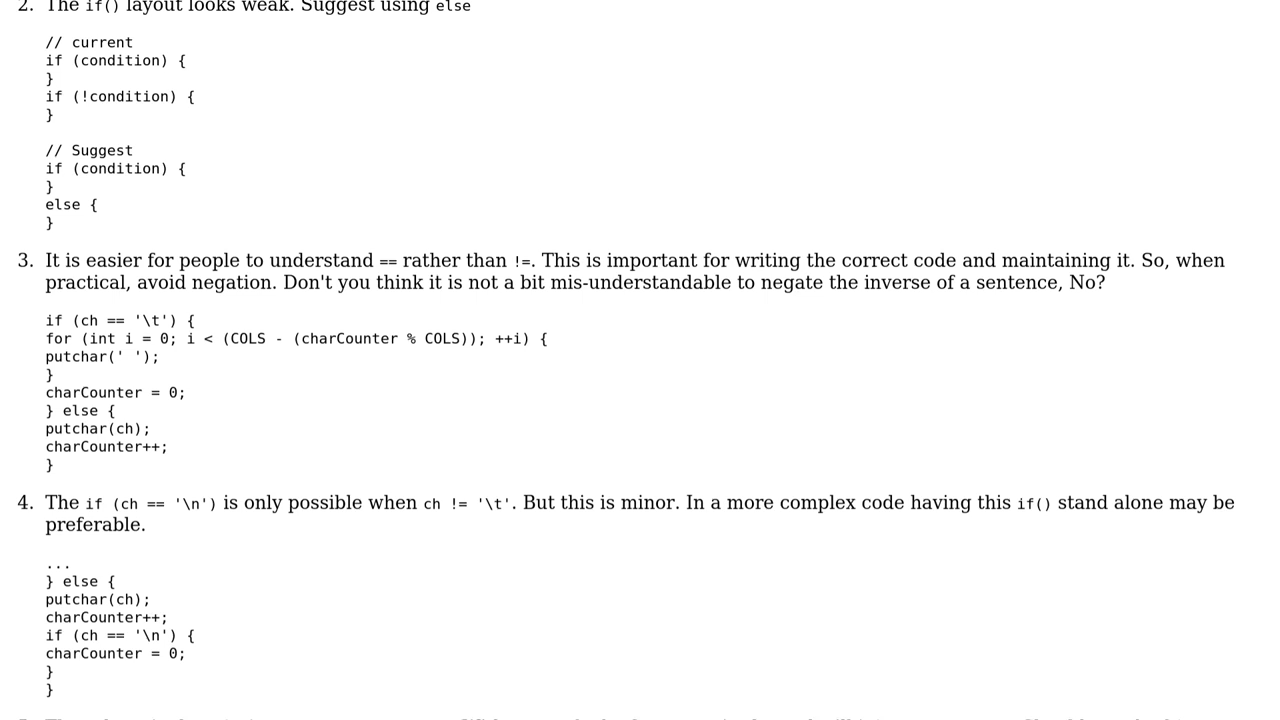 2. The if() layout looks weak. Suggest using else
// current
if (condition) {
}
if (!condition) {
}
// Suggest
if (condition) {
}
else {
}
3. It is easier for people to understand == rather than !=. This is important for writing the correct code and maintaining it. So, when
practical, avoid negation. Don't you think it is not a bit mis-understandable to negate the inverse of a sentence, No?
if (ch == '\t') {
for (int i = 0; i < (COLS - (charCounter % COLS)); ++i) {
putchar(' ');
}
charCounter = 0;
} else {
putchar(ch);
charCounter++;
}
4. The if (ch == '\n') is only possible when ch != '\t'. But this is minor. In a more complex code having this if() stand alone may be
preferable.
...
} else {
putchar(ch);
charCounter++;
if (ch == '\n') {
charCounter = 0;
}
}